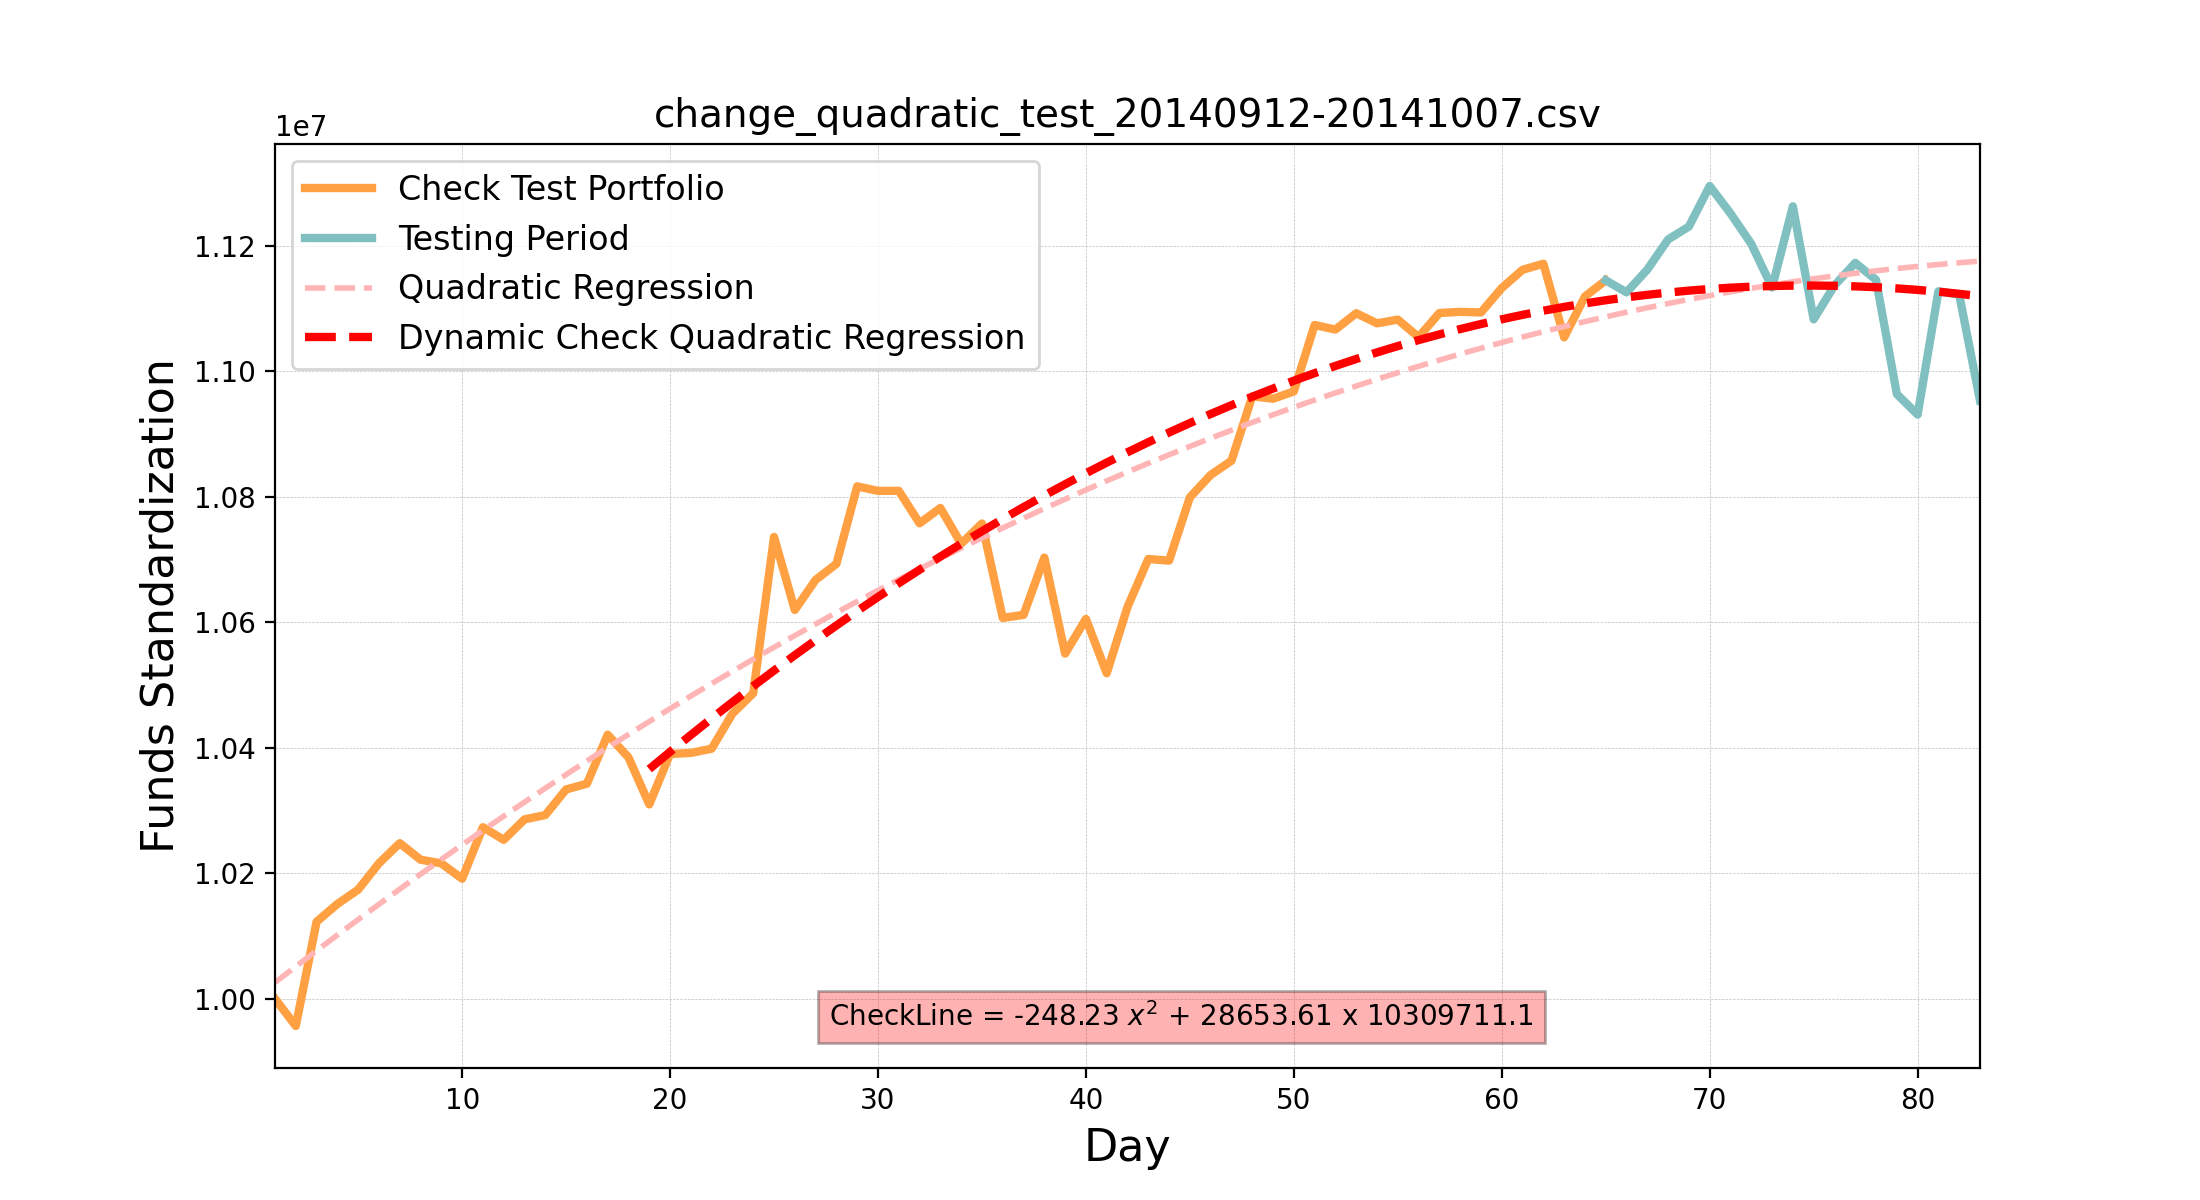 change_quadratic_test_20140912-20141007.csv
1e7
Check Test Portfolio
Testing Period
Quadratic Regression
Dynamic Check Quadratic Regression
1.12
1.10
1.08
1.06
1.04
1.02
1.00
Funds Standardization
CheckLine = -248.23 x² + 28653.61 x 10309711.1
10 20 30 40 50 60 70 80
Day